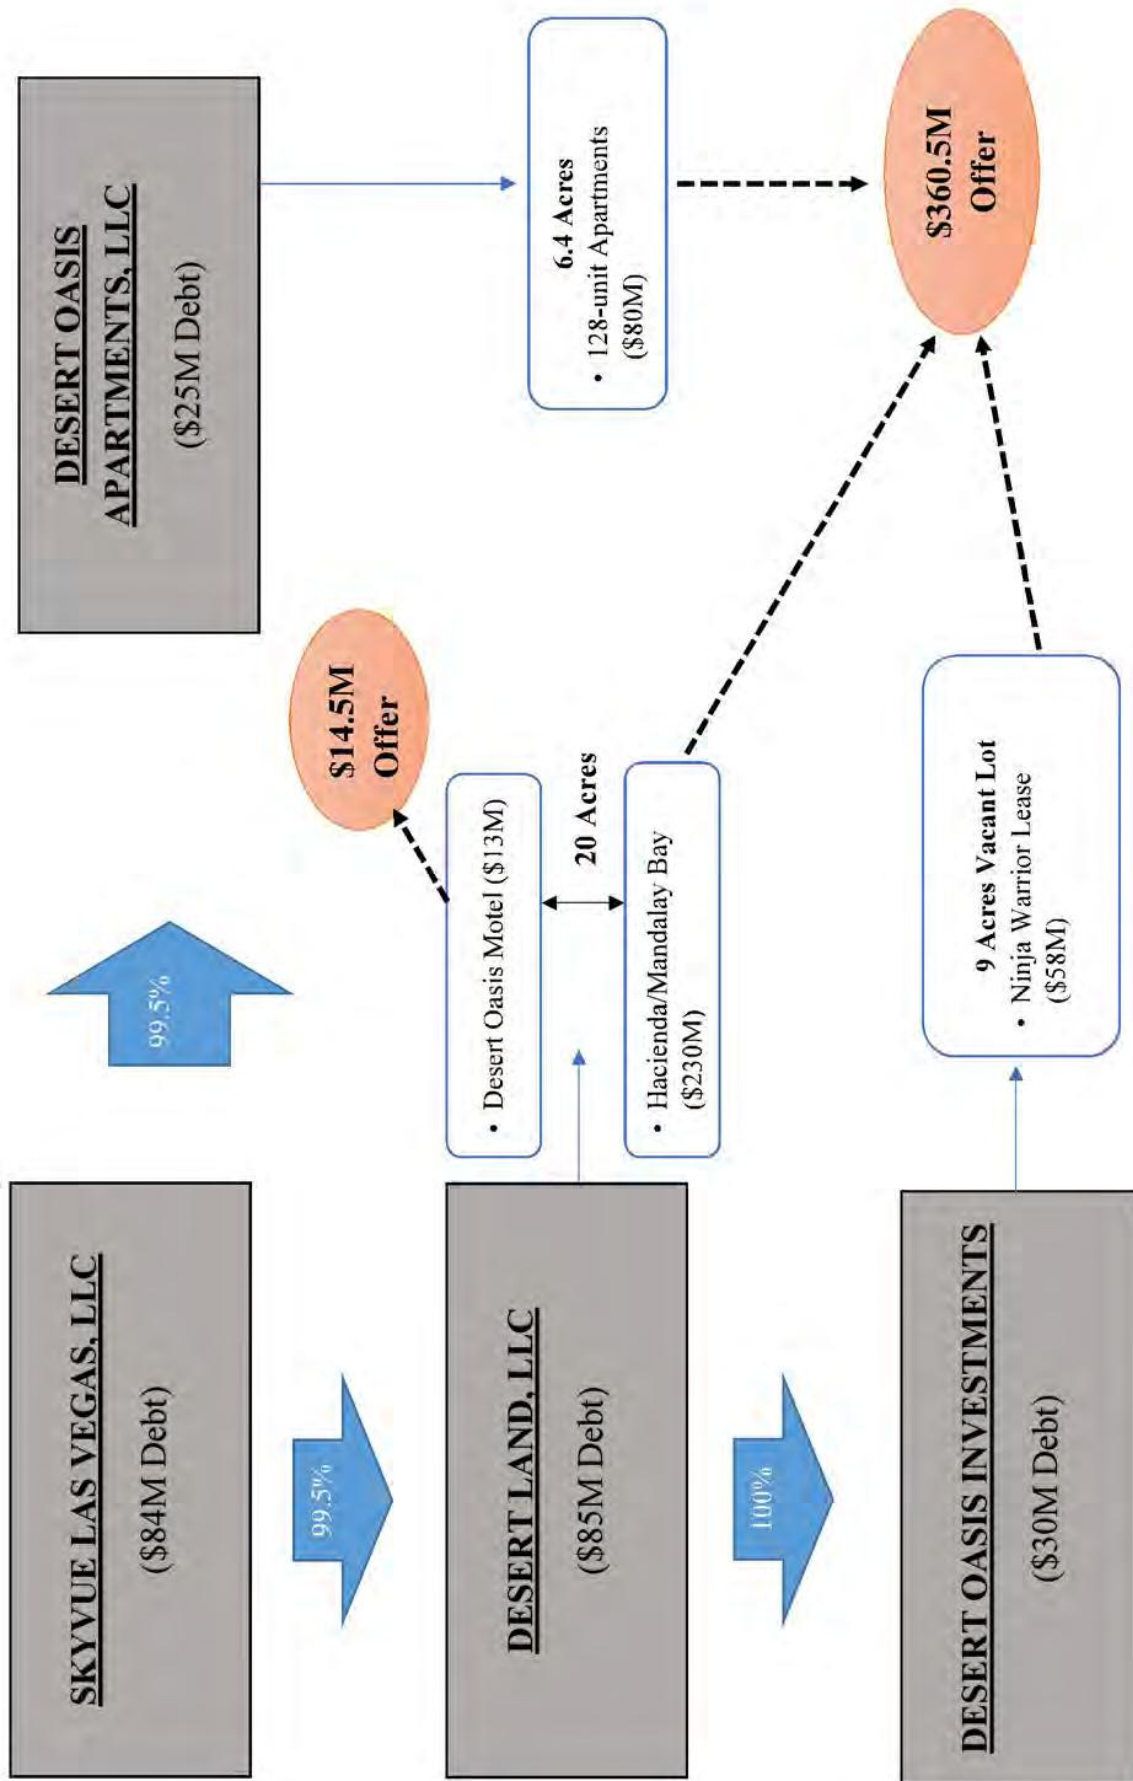 SKYVUE LAS VEGAS, LLC
($84M Debt)
99.5%
DESERT OASIS
APARTMENTS, LLC
($25M Debt)
99.5%
$14.5M
Offer
• Desert Oasis Motel ($13M)
6.4 Acres
• 128-unit Apartments
($80M)
DESERT LAND, LLC
($85M Debt)
20 Acres
• Hacienda/Mandalay Bay
($230M)
100%
$360.5M
Offer
DESERT OASIS INVESTMENTS
($30M Debt)
9 Acres Vacant Lot
• Ninja Warrior Lease
($58M)